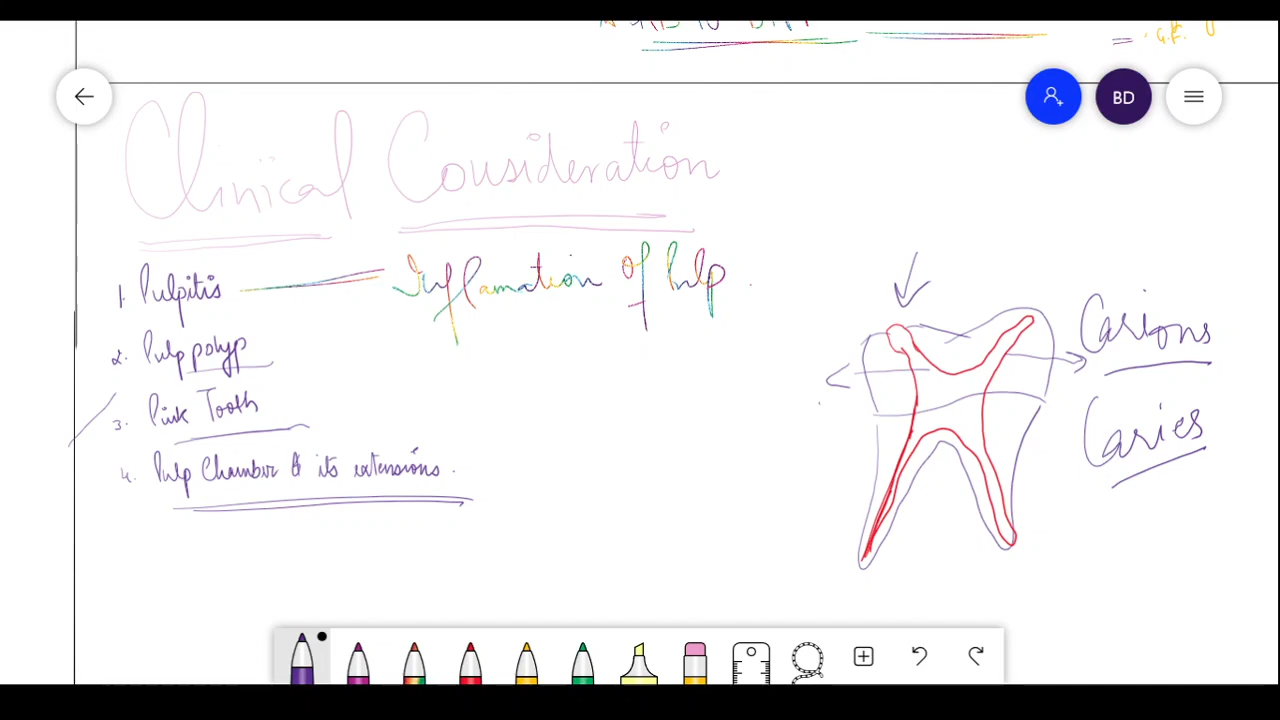 BD
Clinical Consideration
1. Pulpitis Inflamation of Pulp.
2. Pulp polyp
3. Pink Tooth
4. Pulp Chamber & its extensions.
Carious
Caries